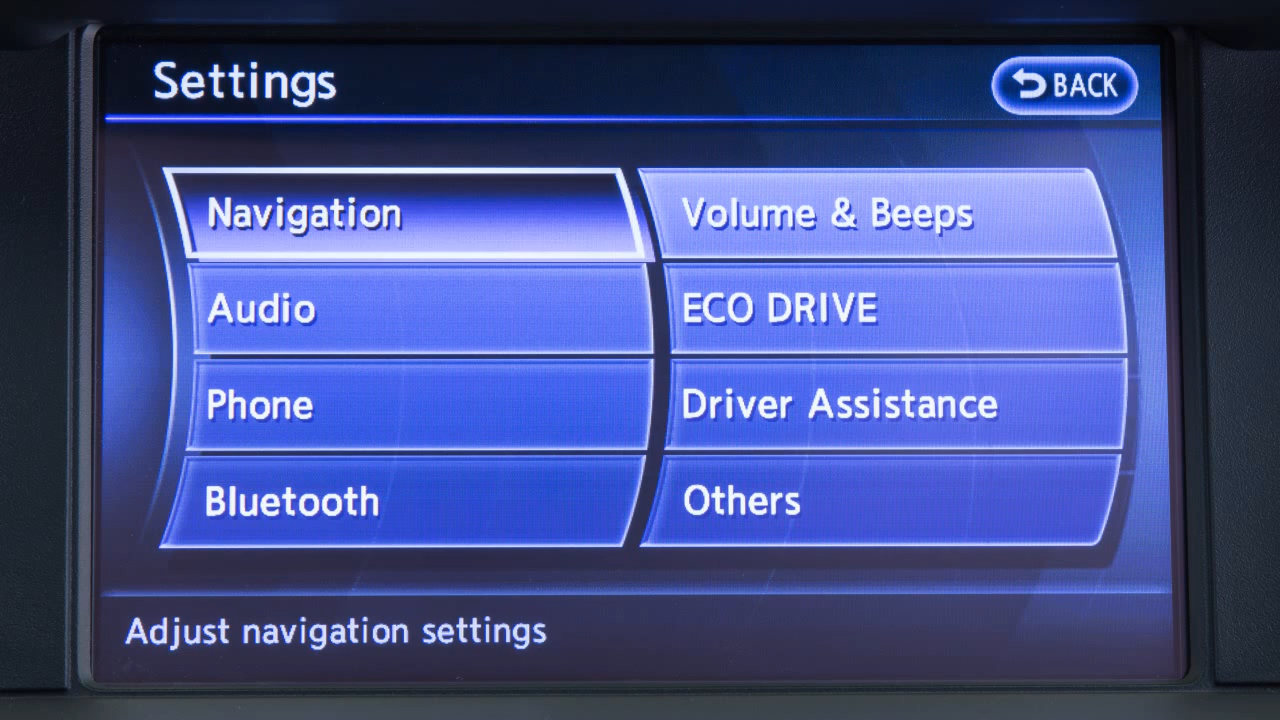 Settings
BACK
Navigation
Volume & Beeps
Audio
ECO DRIVE
Phone
Driver Assistance
Bluetooth
Others
Adjust navigation settings